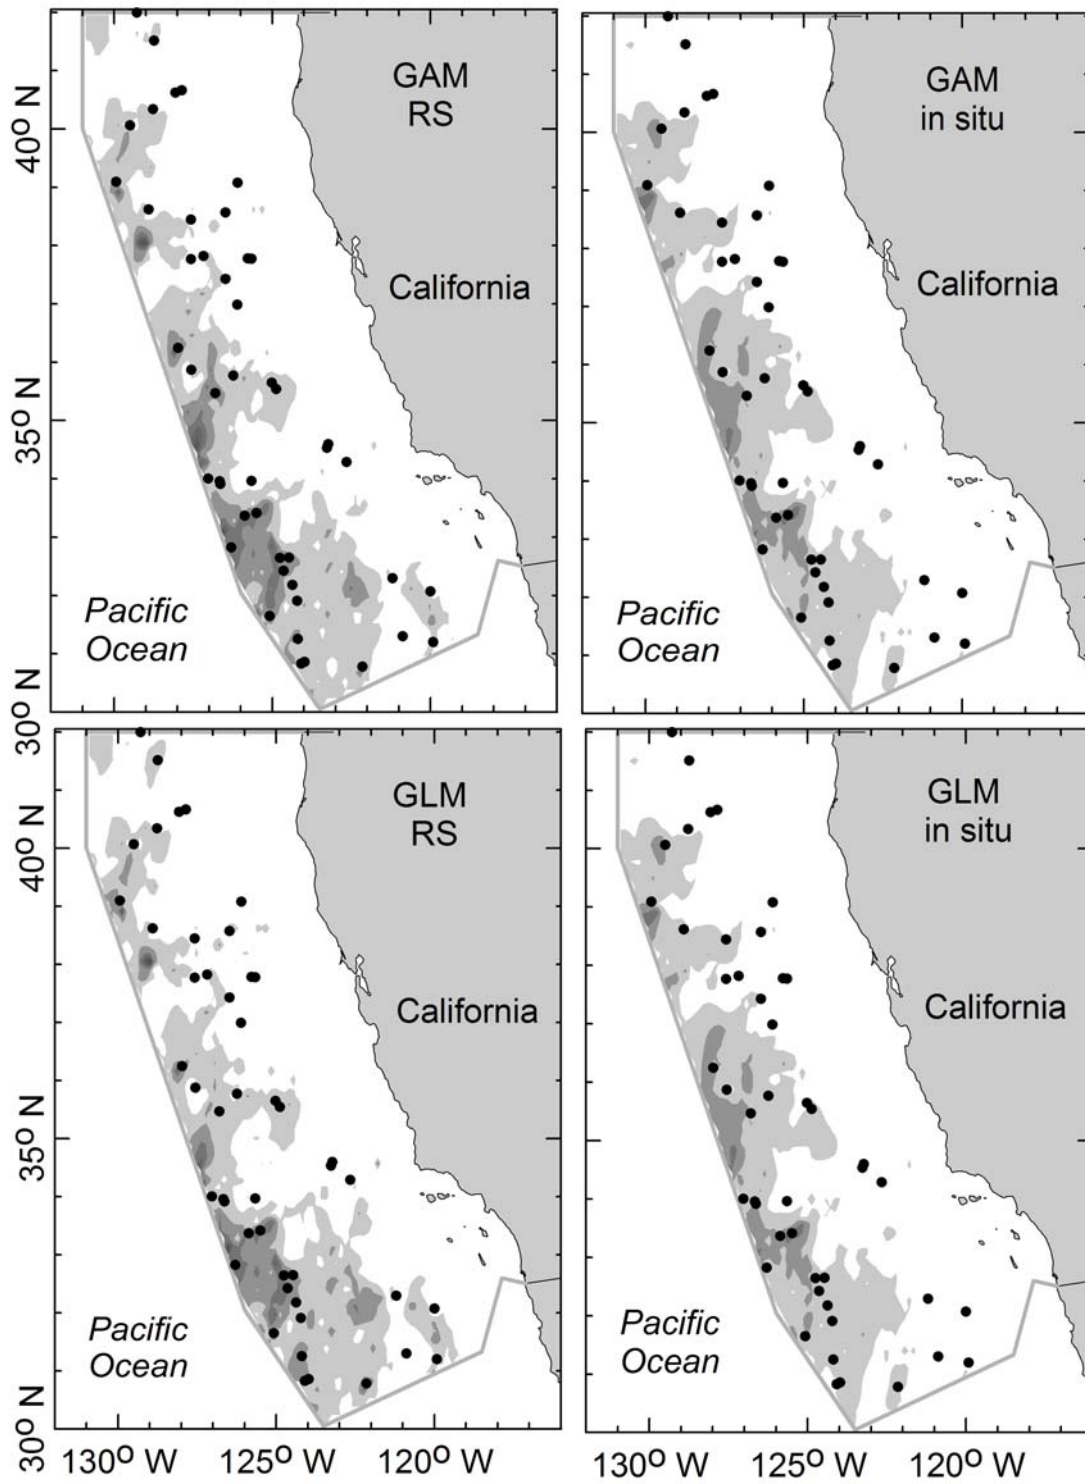 GAM
RS
40° N
California
35° N
Pacific
Ocean
30° N
GAM
in situ
California
Pacific
Ocean
GLM
RS
40° N
California
35° N
Pacific
Ocean
30° N
130° W
125° W
120° W
GLM
in situ
California
Pacific
Ocean
130° W
125° W
120° W